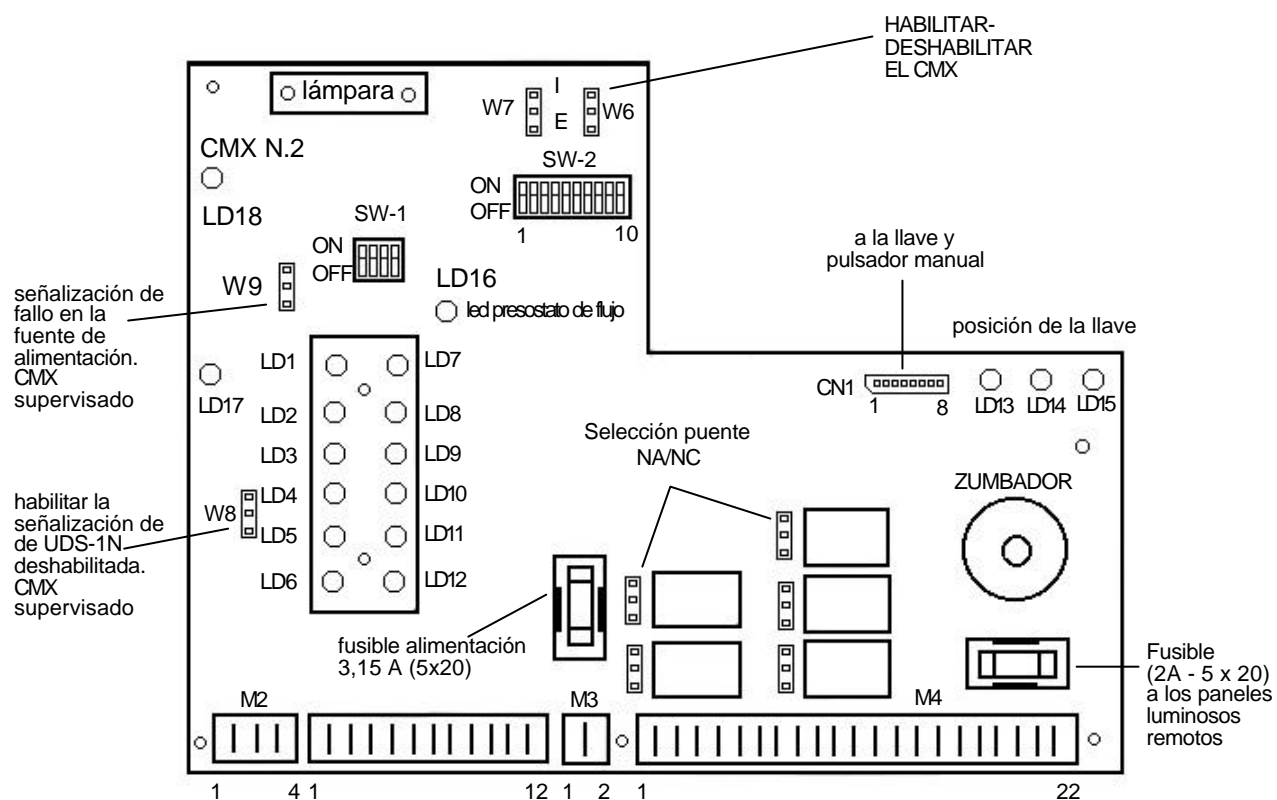 HABILITAR-
DESHABILITAR
EL CMX
lámpara
W7
I
E
W6
CMX N.2
LD18
SW-2
ON
OFF
1
10
SW-1
ON
OFF
W9
LD16
led presostato de flujo
a la llave y
pulsador manual
posición de la llave
señalización de
fallo en la
fuente de
alimentación.
CMX
supervisado
LD17
LD1
LD7
LD2
LD8
LD3
LD9
LD4
LD10
LD5
LD11
LD6
LD12
CN1
1
8
LD13
LD14
LD15
Selección puente
NA/NC
ZUMBADOR
W8
habilitar la
señalización de
de UDS-1N
deshabilitada.
CMX
supervisado
fusible alimentación
3,15 A (5x20)
Fusible
(2A - 5 x 20)
a los paneles
luminosos
remotos
M2
M3
M4
1
4
1
12
1
2
1
22